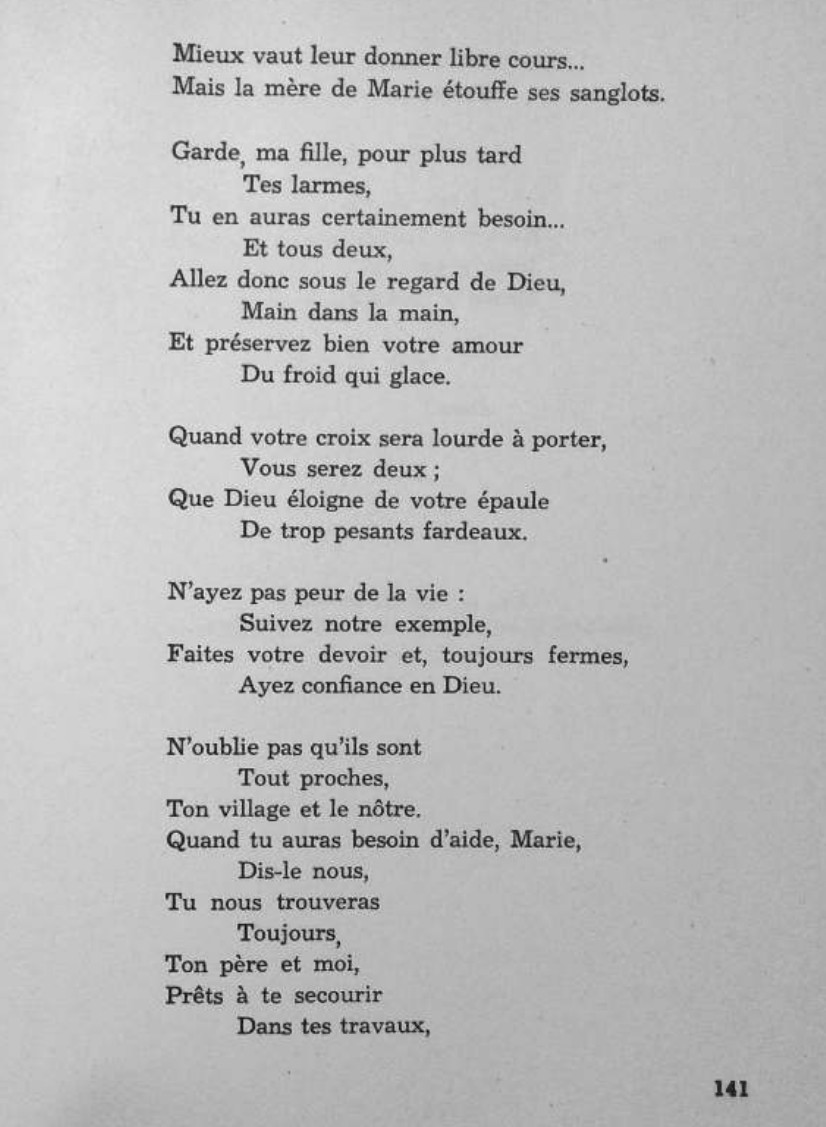 Mieux vaut leur donner libre cours...
Mais la mère de Marie étouffe ses sanglots.
Garde, ma fille, pour plus tard
Tes larmes,
Tu en auras certainement besoin...
Et tous deux,
Allez donc sous le regard de Dieu,
Main dans la main,
Et préservez bien votre amour
Du froid qui glace.
Quand votre croix sera lourde à porter,
Vous serez deux ;
Que Dieu éloigne de votre épaule
De trop pesants fardeaux.
N'ayez pas peur de la vie :
Suivez notre exemple,
Faites votre devoir et, toujours fermes,
Ayez confiance en Dieu.
N'oublie pas qu'ils sont
Tout proches,
Ton village et le nôtre.
Quand tu auras besoin d'aide, Marie,
Dis-le nous,
Tu nous trouveras
Toujours,
Ton père et moi,
Prêts à te secourir
Dans tes travaux,
141